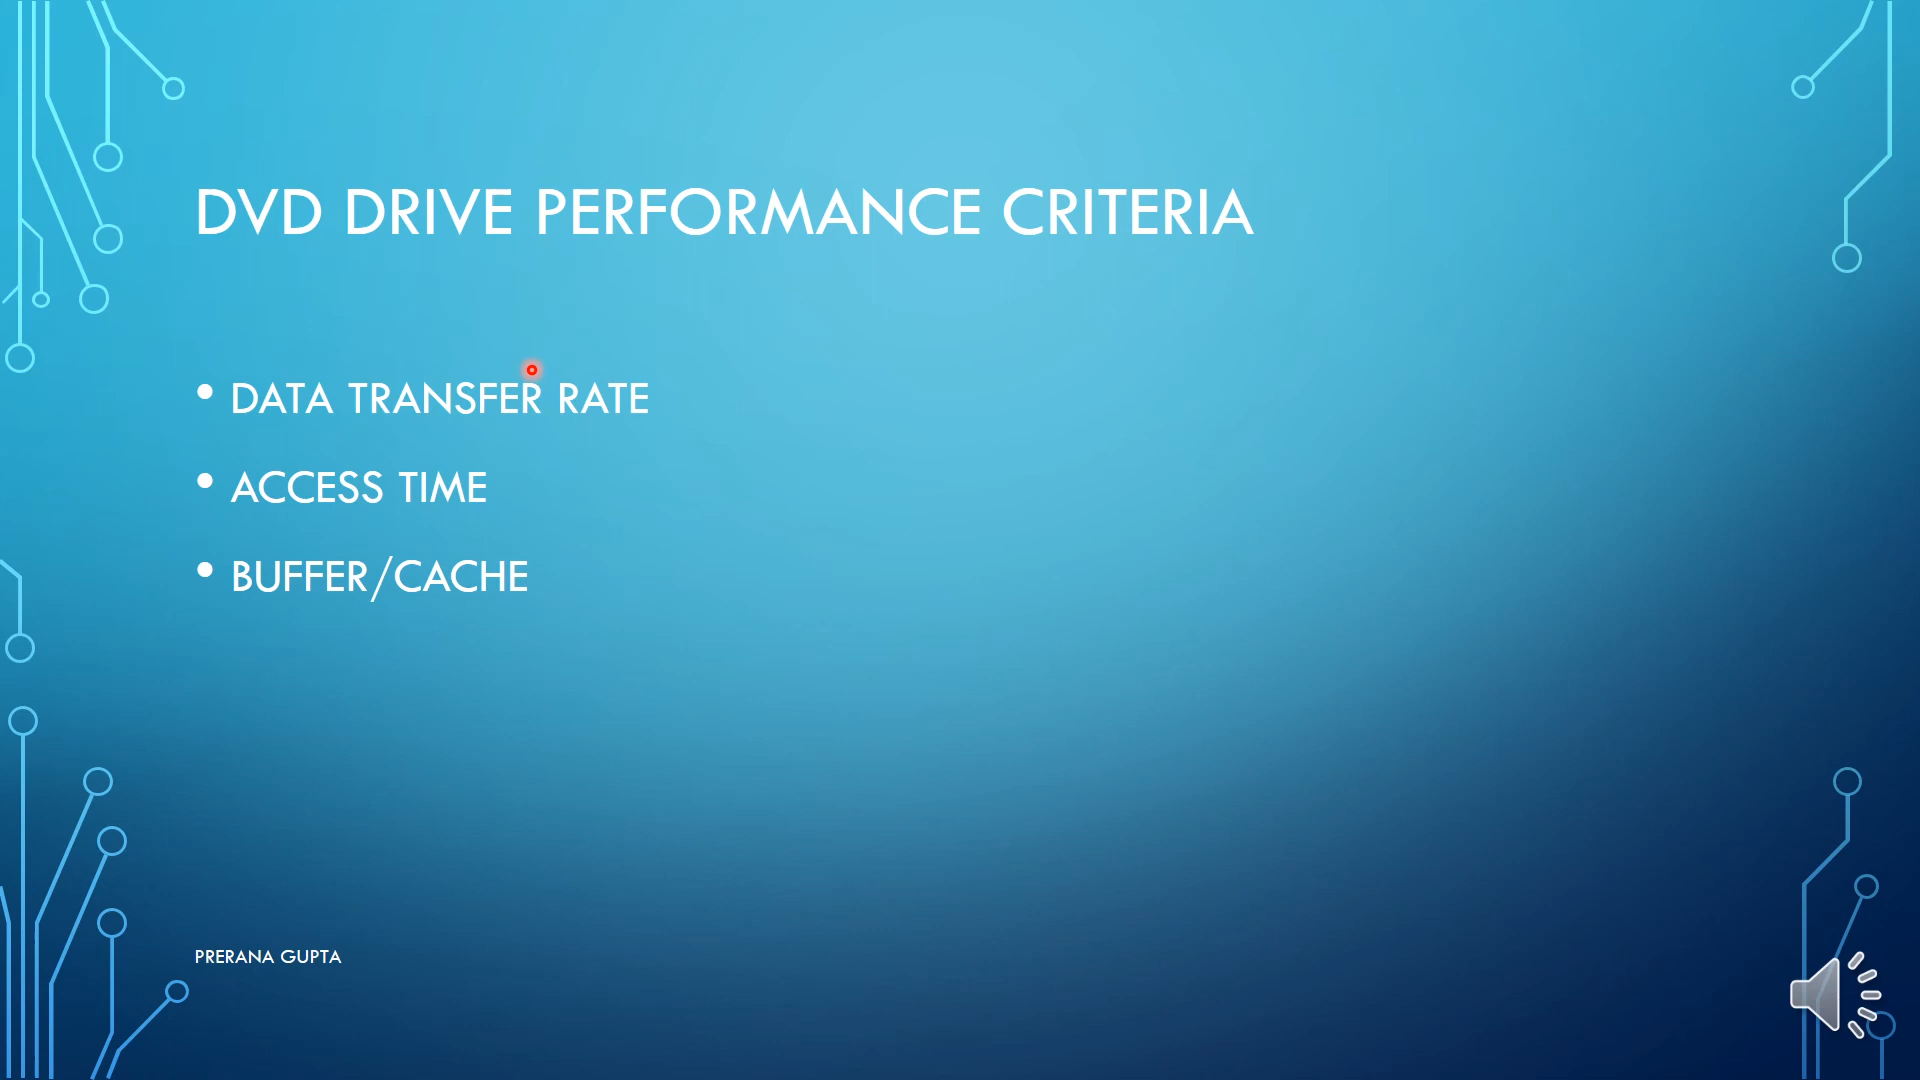 DVD DRIVE PERFORMANCE CRITERIA
• DATA TRANSFER RATE
• ACCESS TIME
• BUFFER/CACHE
PRERANA GUPTA